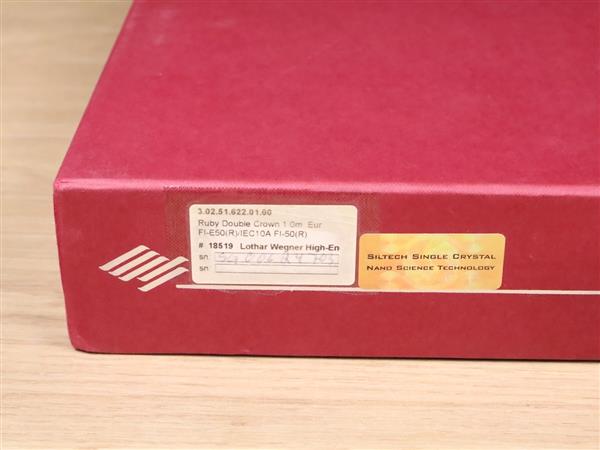 3.02.51.622.01.00
Ruby Double Crown 1.0m Eur
FI-E50(R)/IEC10A FI-50(R)
# 18519 Lothar Wegner High-En
sn
sn
SILTECH SINGLE CRYSTAL
NANO SCIENCE TECHNOLOGY